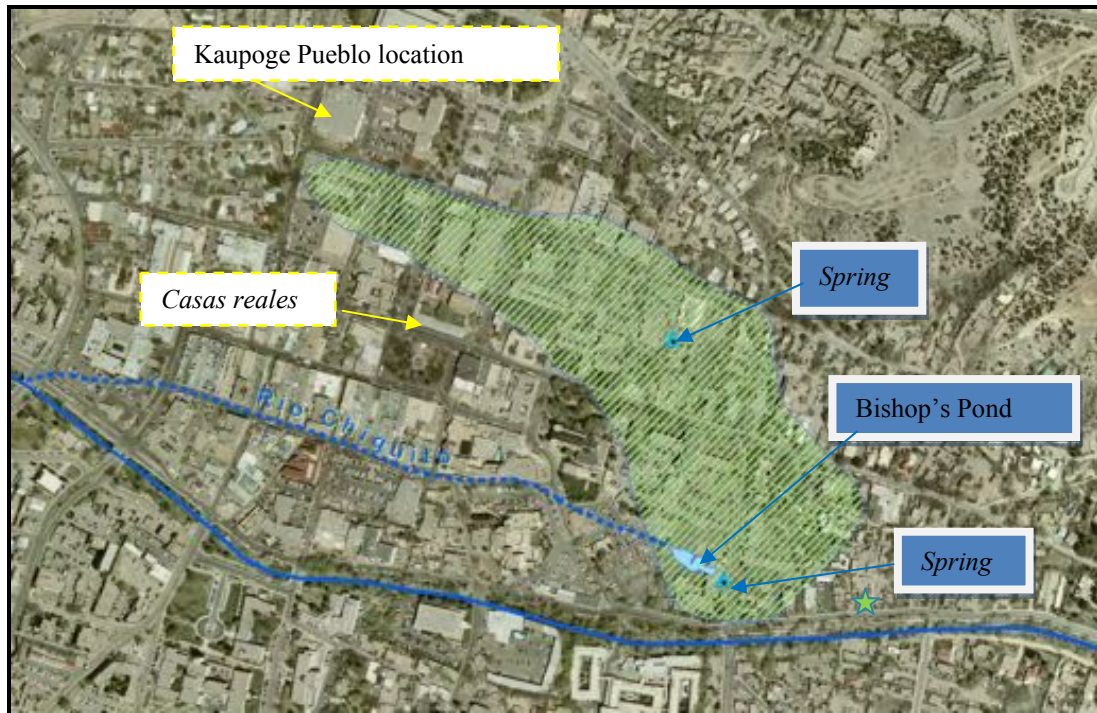 Kaupoge Pueblo location
Spring
Casas reales
Bishop's Pond
Rio Chiquito
Spring